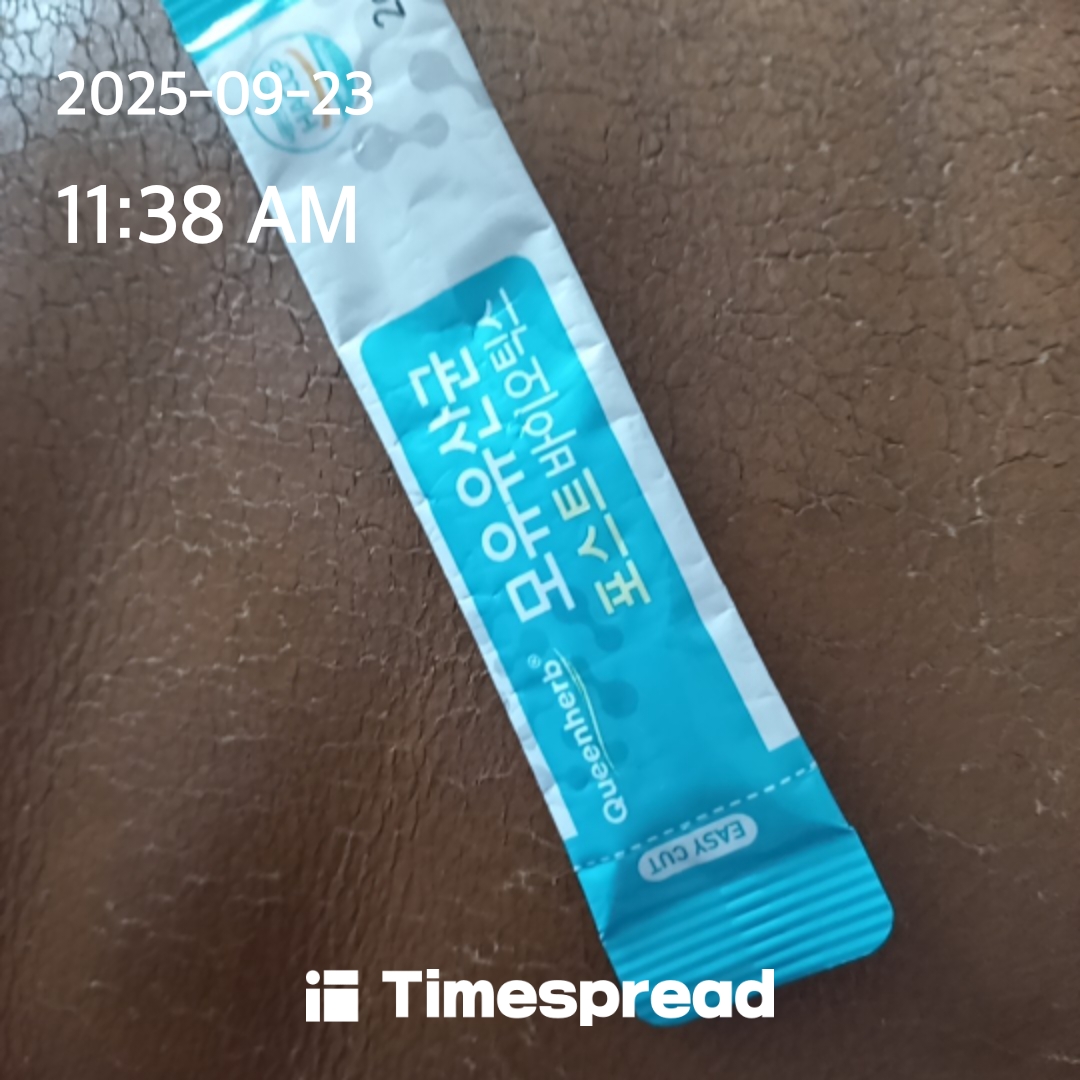 2025-09-23
11:38 AM
모유유산균
포스트바이오틱스
Queenherb®
EASY CUT
Timespread